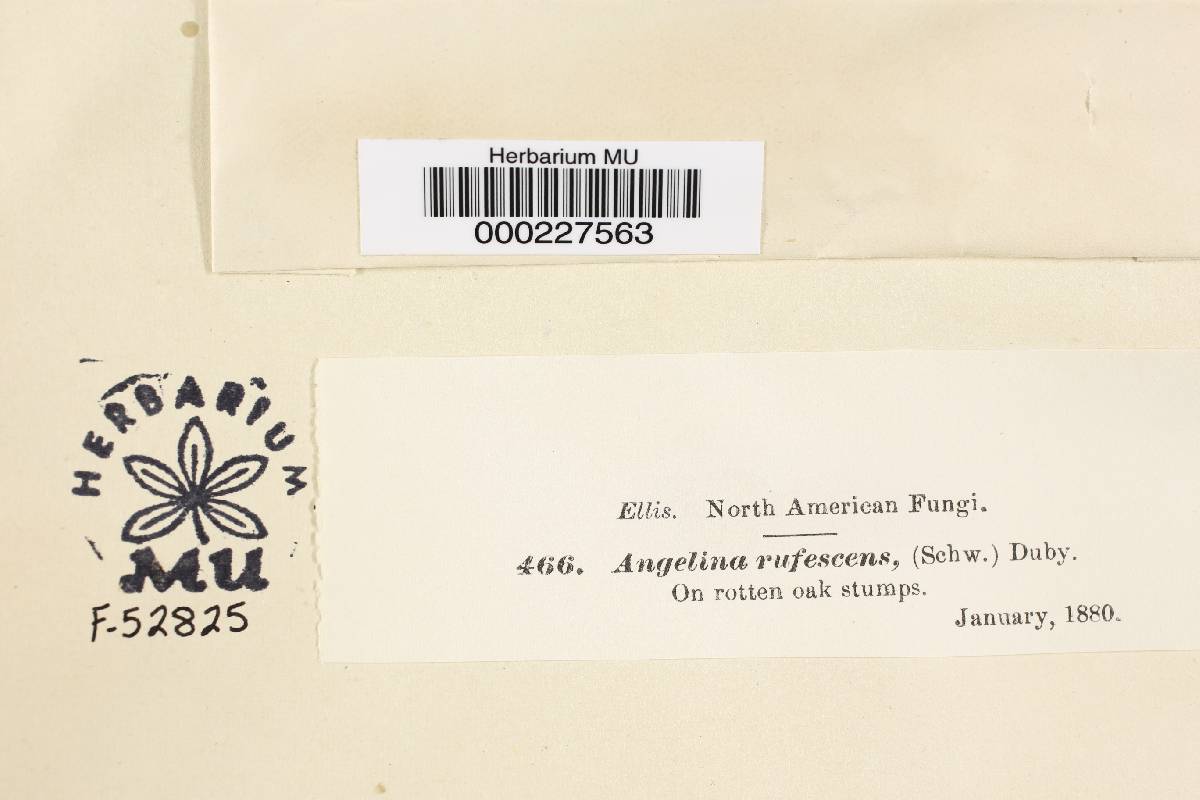 Herbarium MU
000227563
HERBARIUM
MU
F-52825
Ellis. North American Fungi.
466. Angelina rufescens, (Schw.) Duby.
On rotten oak stumps.
January, 1880.